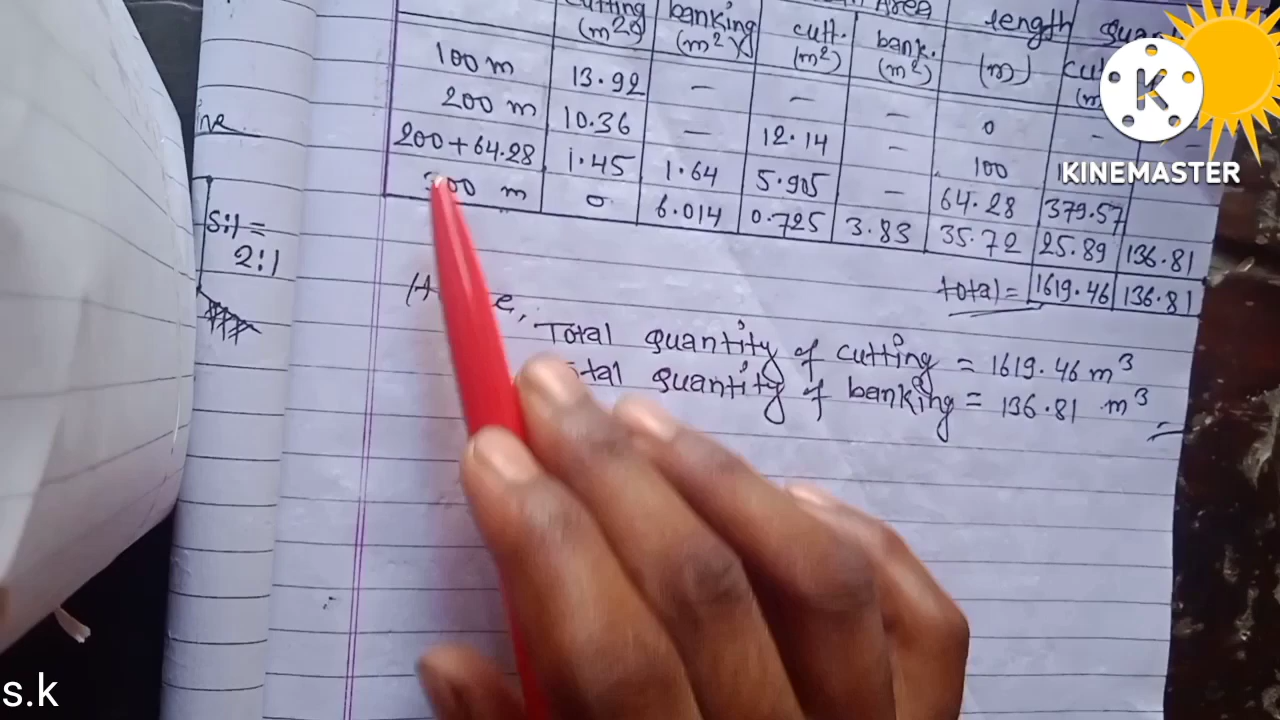 cutting banking Area length
(m²) (m²) cutt. bank. (m)
(m²) (m²)
100 m 13.92 – – – 0 – –
200 m 10.36 – 12.14 – 100
200+64.28 1.45 1.64 5.905 – 64.28 379.57
300 m 0 6.014 0.725 3.83 35.72 25.89 136.81
total = 1619.46 136.81
Total quantity of cutting = 1619.46 m³
total quantity of banking = 136.81 m³
S:1 =
2:1
K
KINEMASTER
s.k